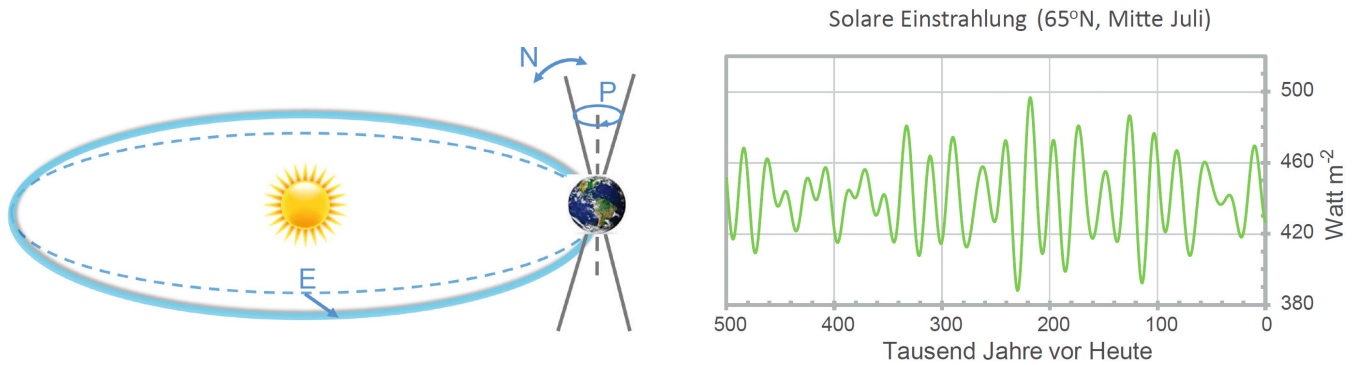 N
P
E
Solare Einstrahlung (65ºN, Mitte Juli)
500
460
420
380
Watt m⁻²
500 400 300 200 100 0
Tausend Jahre vor Heute